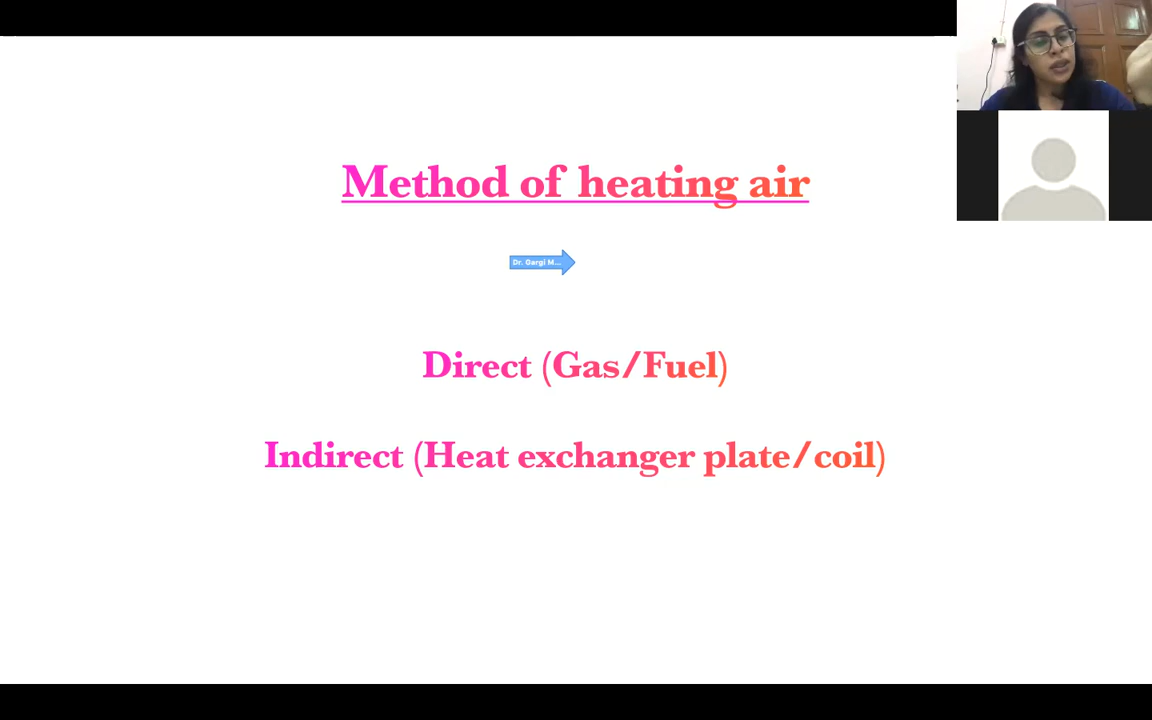 Method of heating air
Dr. Gargi M...
Direct (Gas/Fuel)
Indirect (Heat exchanger plate/coil)